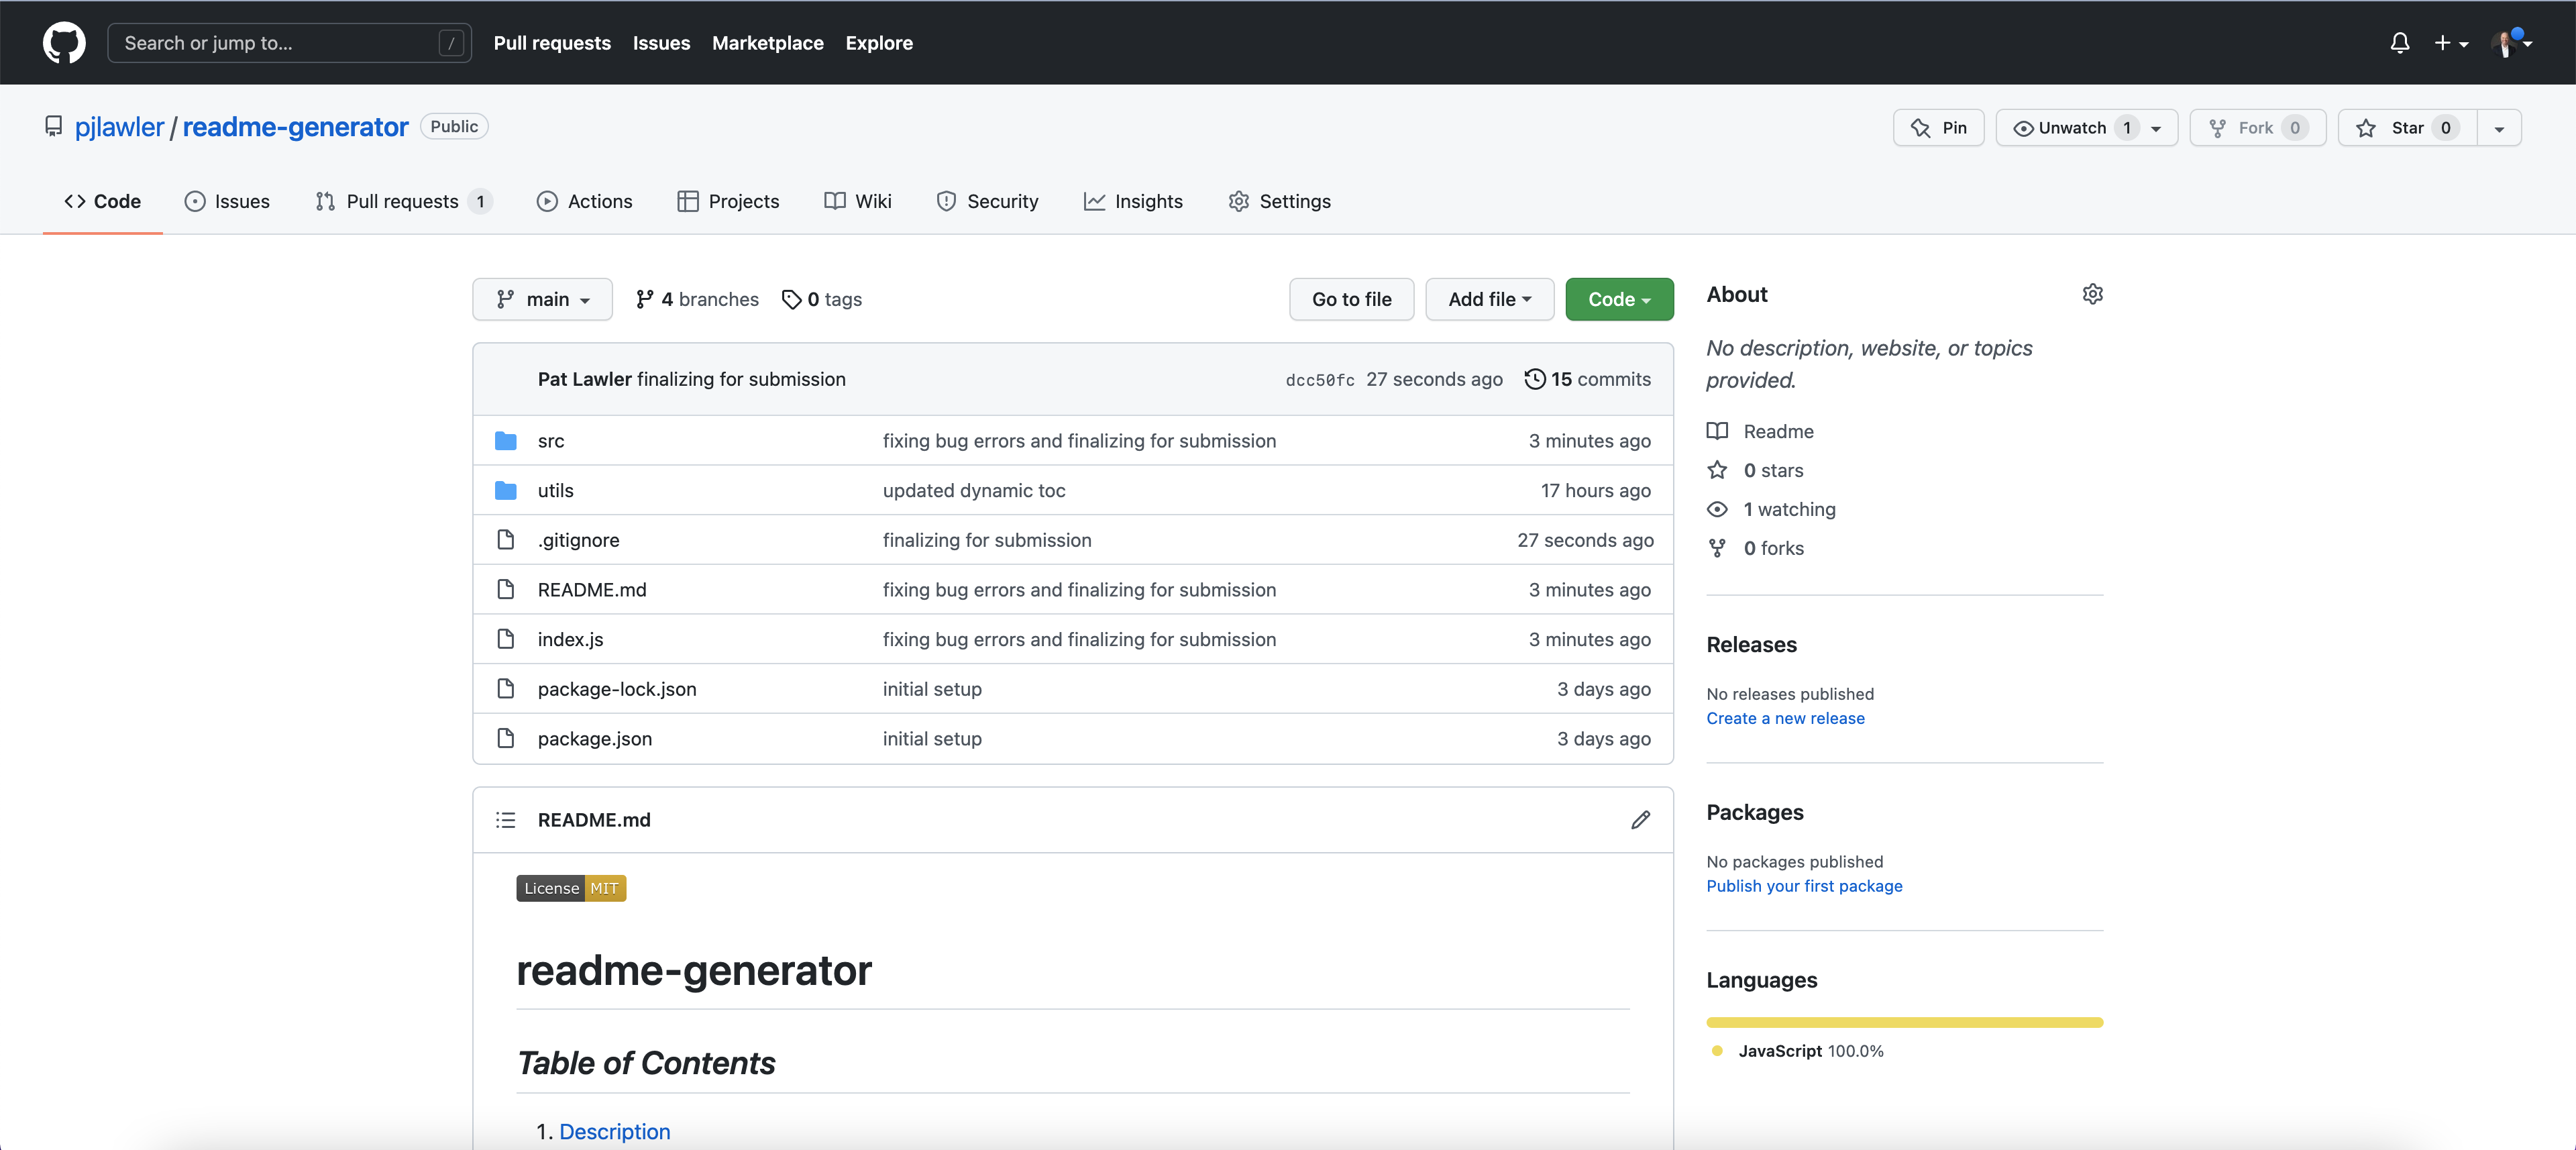 Search or jump to... /
Pull requests Issues Marketplace Explore
pjlawler / readme-generator Public
Pin Unwatch 1 Fork 0 Star 0
Code Issues Pull requests 1 Actions Projects Wiki Security Insights Settings
main 4 branches 0 tags Go to file Add file Code
Pat Lawler finalizing for submission dcc50fc 27 seconds ago 15 commits
src fixing bug errors and finalizing for submission 3 minutes ago
utils updated dynamic toc 17 hours ago
.gitignore finalizing for submission 27 seconds ago
README.md fixing bug errors and finalizing for submission 3 minutes ago
index.js fixing bug errors and finalizing for submission 3 minutes ago
package-lock.json initial setup 3 days ago
package.json initial setup 3 days ago
README.md
License MIT
readme-generator
Table of Contents
1. Description
About
No description, website, or topics
provided.
Readme
0 stars
1 watching
0 forks
Releases
No releases published
Create a new release
Packages
No packages published
Publish your first package
Languages
JavaScript 100.0%